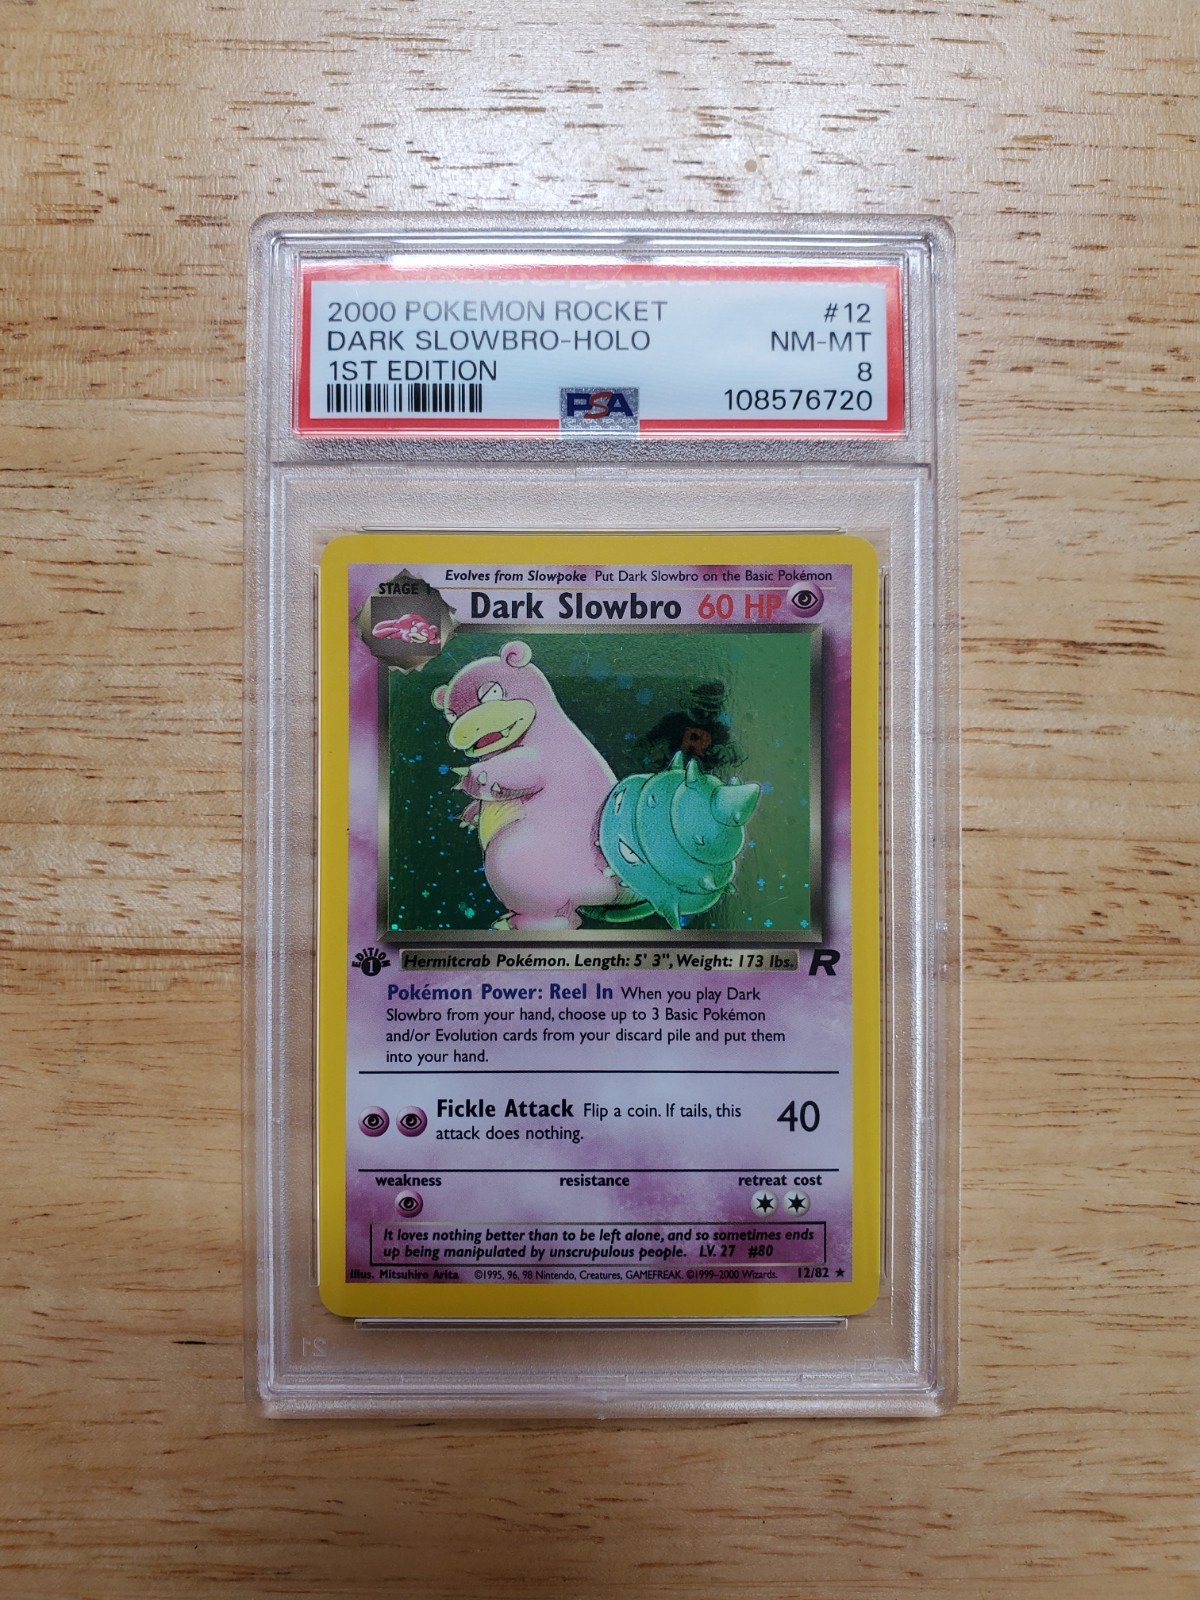 2000 POKEMON ROCKET #12
DARK SLOWBRO-HOLO NM-MT
1ST EDITION 8
PSA 108576720
Evolves from Slowpoke Put Dark Slowbro on the Basic Pokémon
STAGE 1
Dark Slowbro 60 HP
R
EDITION 1
Hermitcrab Pokémon. Length: 5' 3", Weight: 173 lbs. R
Pokémon Power: Reel In When you play Dark
Slowbro from your hand, choose up to 3 Basic Pokémon
and/or Evolution cards from your discard pile and put them
into your hand.
Fickle Attack Flip a coin. If tails, this 40
attack does nothing.
weakness resistance retreat cost
It loves nothing better than to be left alone, and so sometimes ends
up being manipulated by unscrupulous people. LV. 27 #80
Illus. Mitsuhiro Arita ©1995, 96, 98 Nintendo, Creatures, GAMEFREAK. ©1999-2000 Wizards. 12/82 ★
21